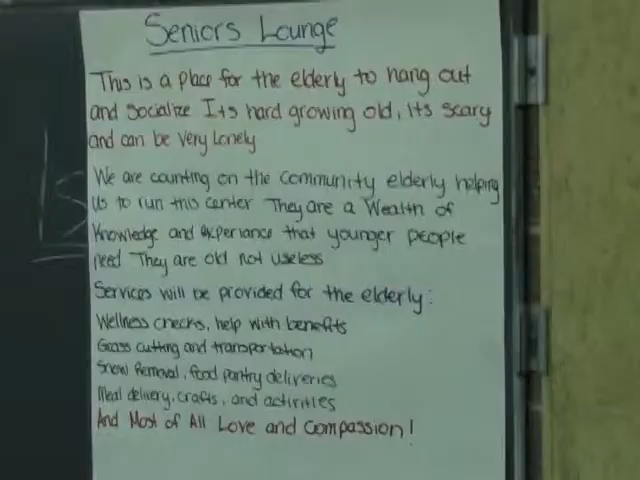 Seniors Lounge
This is a place for the elderly to hang out
and socialize Its hard growing old, Its scary
and can be very lonely
We are counting on the community elderly helping
us to run this center They are a Wealth of
Knowledge and experiance that younger people
need They are old not useless
Services will be provided for the elderly:
Wellness checks, help with benefits
Grass cutting and transportation
Snow Removal, food pantry deliveries
Meal delivery, crafts, and activities
And Most of All Love and Compassion!